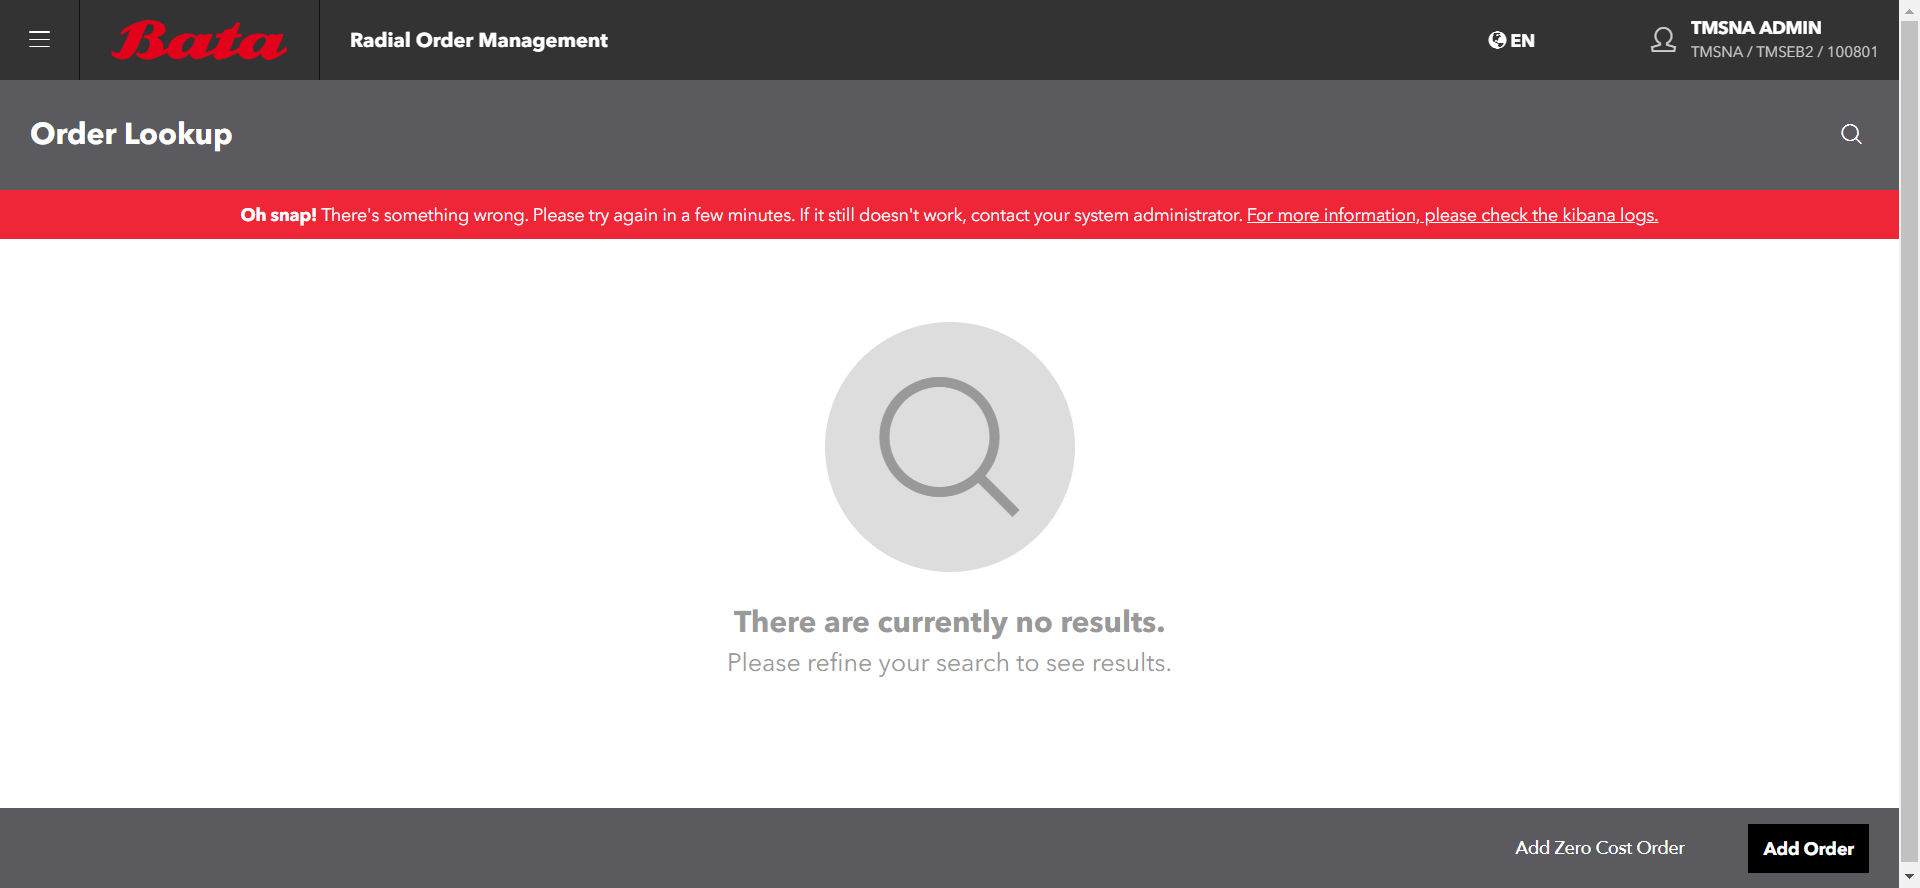 Bata
Radial Order Management
EN
TMSNA ADMIN
TMSNA / TMSEB2 / 100801
Order Lookup
Oh snap! There's something wrong. Please try again in a few minutes. If it still doesn't work, contact your system administrator. For more information, please check the kibana logs.
There are currently no results.
Please refine your search to see results.
Add Zero Cost Order
Add Order